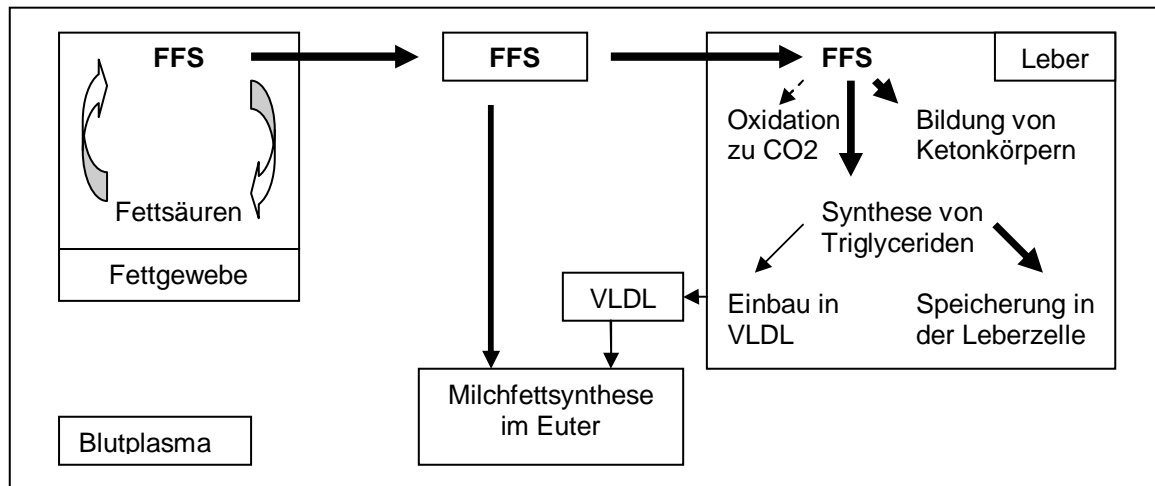 FFS
Fettsäuren
Fettgewebe
FFS
FFS
Leber
Oxidation
zu CO2
Bildung von
Ketonkörpern
Synthese von
Triglyceriden
Einbau in
VLDL
Speicherung in
der Leberzelle
VLDL
Milchfettsynthese
im Euter
Blutplasma